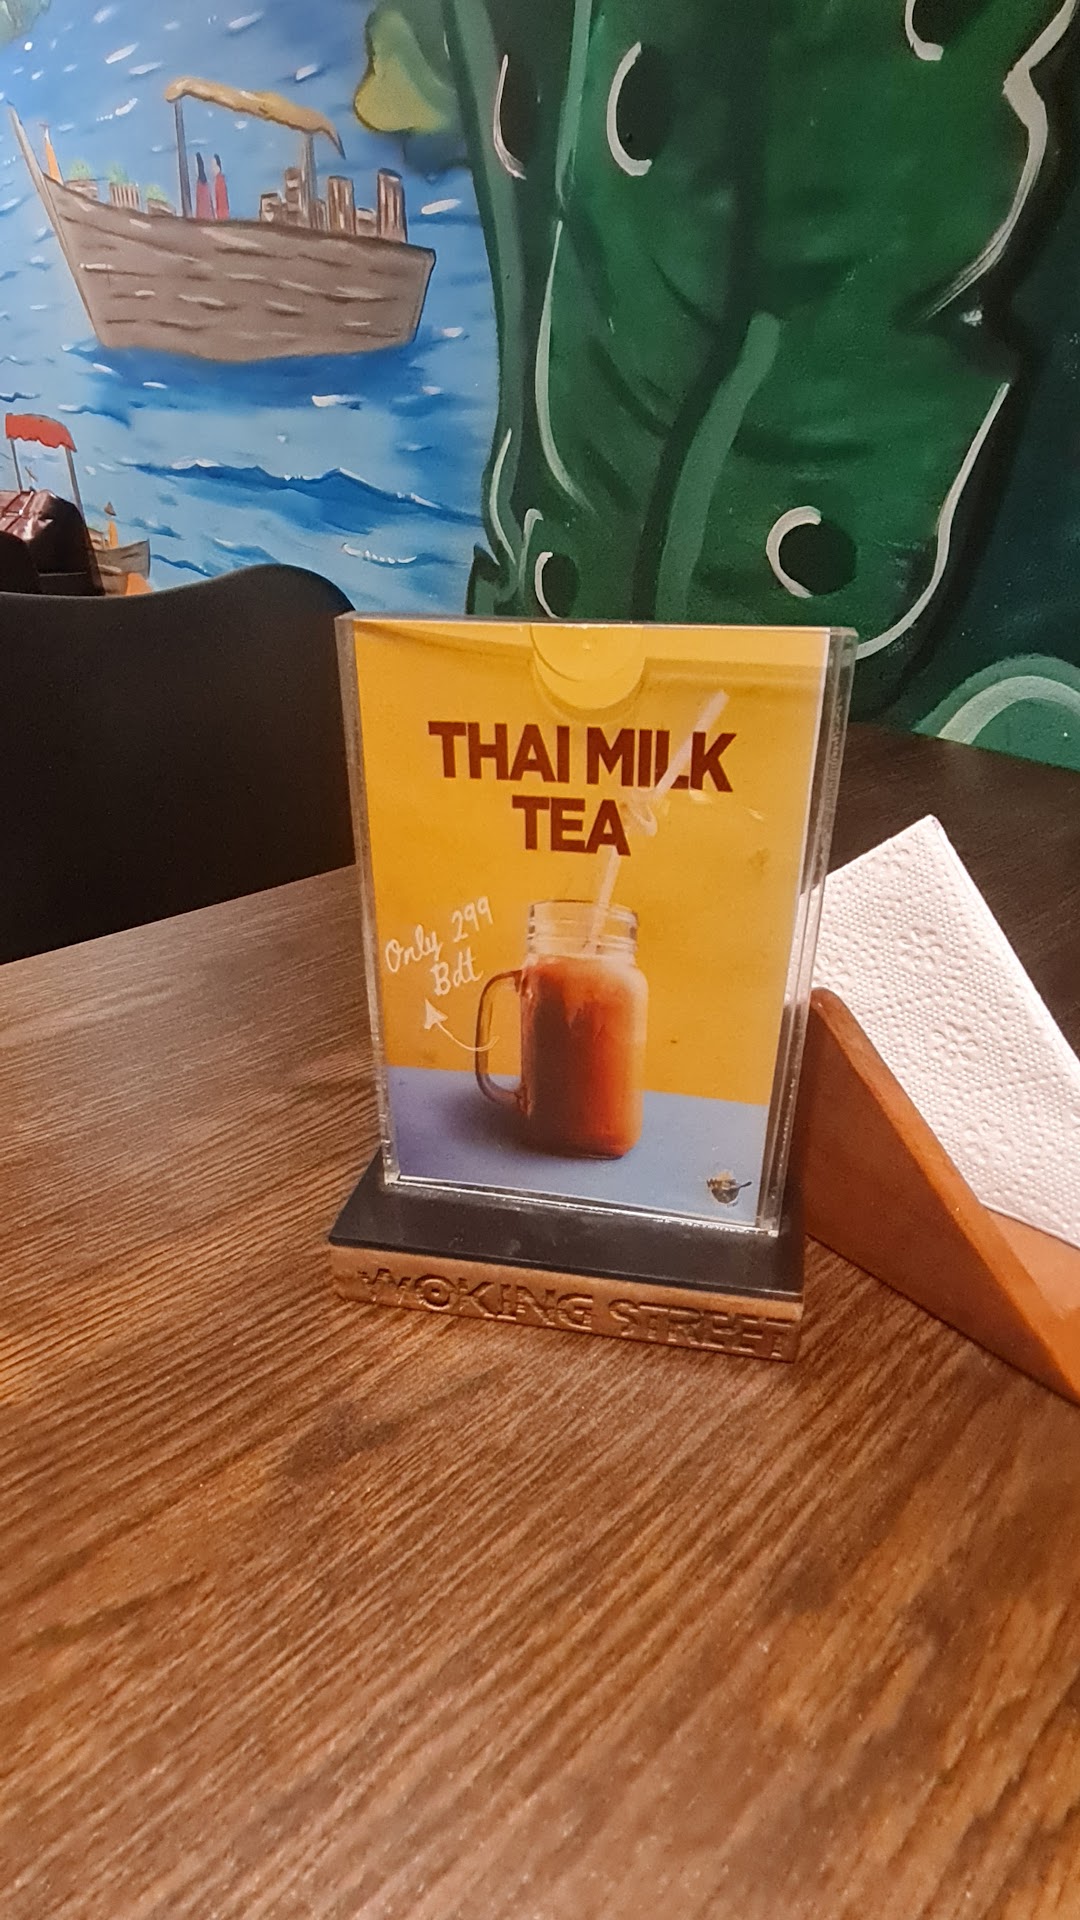 THAI MILK
TEA
Only 299
Bdt
WOKING STREET